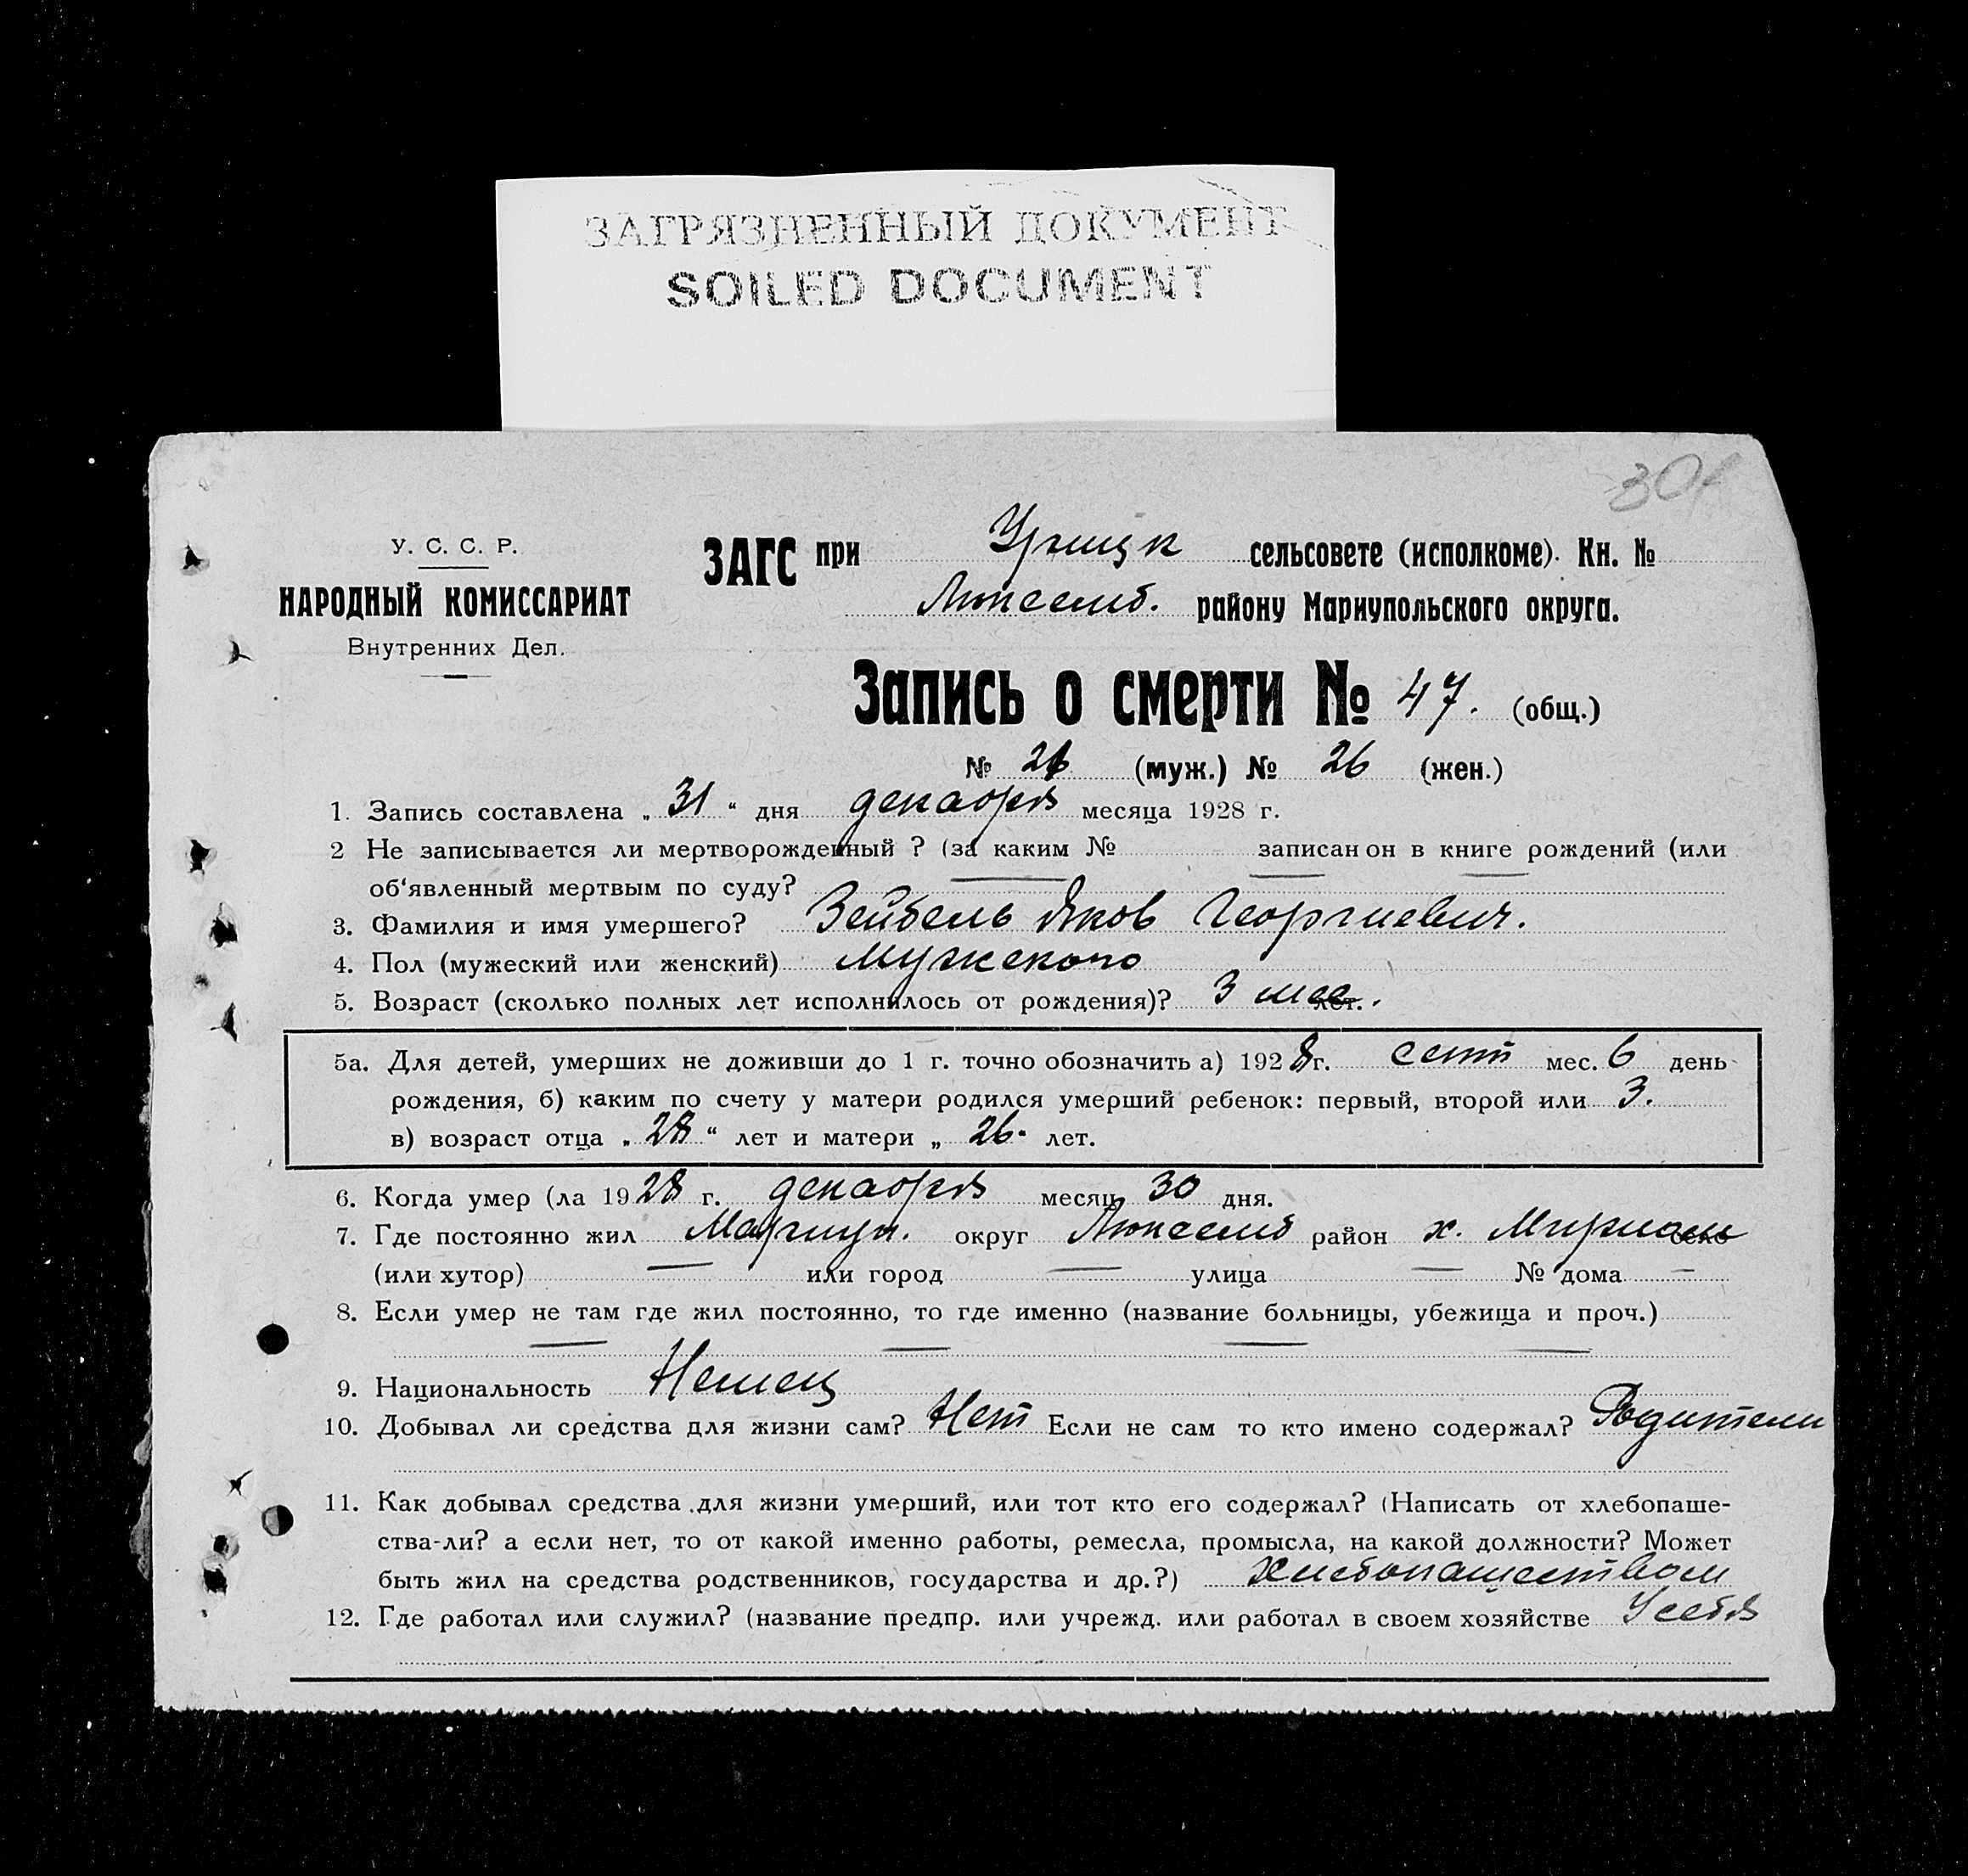 ЗАГРЯЗНЕННЫЙ ДОКУМЕНТ
SOILED DOCUMENT
301
У. С. С. Р.
НАРОДНЫЙ КОМИССАРИАТ
Внутренних Дел.
ЗАГС при Урицк сельсовете (исполкоме). Кн. №
Люксемб. району Мариупольского округа.
Запись о смерти № 47. (общ.)
№ 21 (муж.) № 26 (жен.)
1. Запись составлена „ 31 “ дня декабря месяца 1928 г.
2 Не записывается ли мертворожденный ? (за каким № — записан он в книге рождений (или
об‘явленный мертвым по суду?
3. Фамилия и имя умершего? Зейбель Яков Георгиевич.
4. Пол (мужеский или женский) Мужского
5. Возраст (сколько полных лет исполнилось от рождения)? 3 мес. лет.
5а. Для детей, умерших не доживши до 1 г. точно обозначить а) 1928 г. сент мес. 6 день
рождения, б) каким по счету у матери родился умерший ребенок: первый, второй или 3.
в) возраст отца „ 28 “ лет и матери „ 26 “ лет.
6. Когда умер (ла 1928 г. декабря месяц 30 дня.
7. Где постоянно жил Мариуп. округ Люксемб район х. село
(или хутор) — или город — улица — № дома —
8. Если умер не там где жил постоянно, то где именно (название больницы, убежища и проч.)
— — — —
9. Национальность Немец
10. Добывал ли средства для жизни сам? Нет Если не сам то кто имено содержал? Родители
11. Как добывал средства для жизни умерший, или тот кто его содержал? (Написать от хлебопаше-
ства-ли? а если нет, то от какой именно работы, ремесла, промысла, на какой должности? Может
быть жил на средства родственников, государства и др.?) Хлебопашеством
12. Где работал или служил? (название предпр. или учрежд. или работал в своем хозяйстве У себя